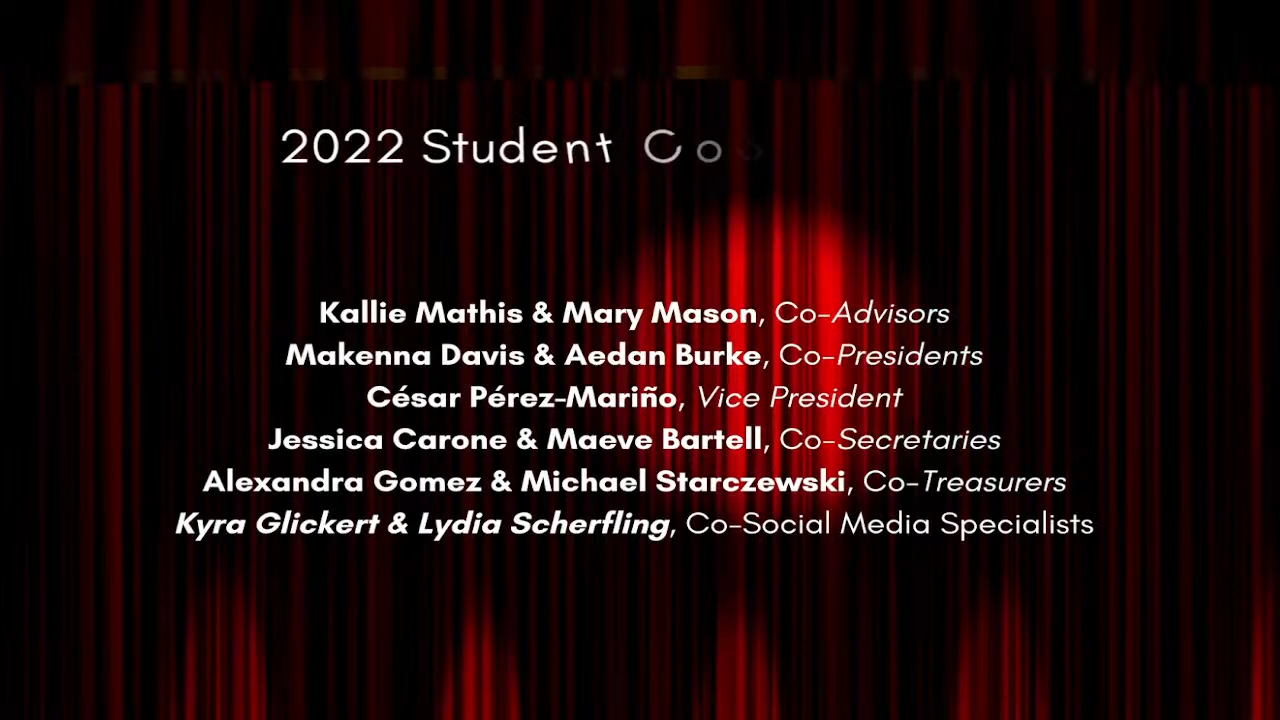 2022 Student
Kallie Mathis & Mary Mason, Co-Advisors
Makenna Davis & Aedan Burke, Co-Presidents
César Pérez-Mariño, Vice President
Jessica Carone & Maeve Bartell, Co-Secretaries
Alexandra Gomez & Michael Starczewski, Co-Treasurers
Kyra Glickert & Lydia Scherfling, Co-Social Media Specialists